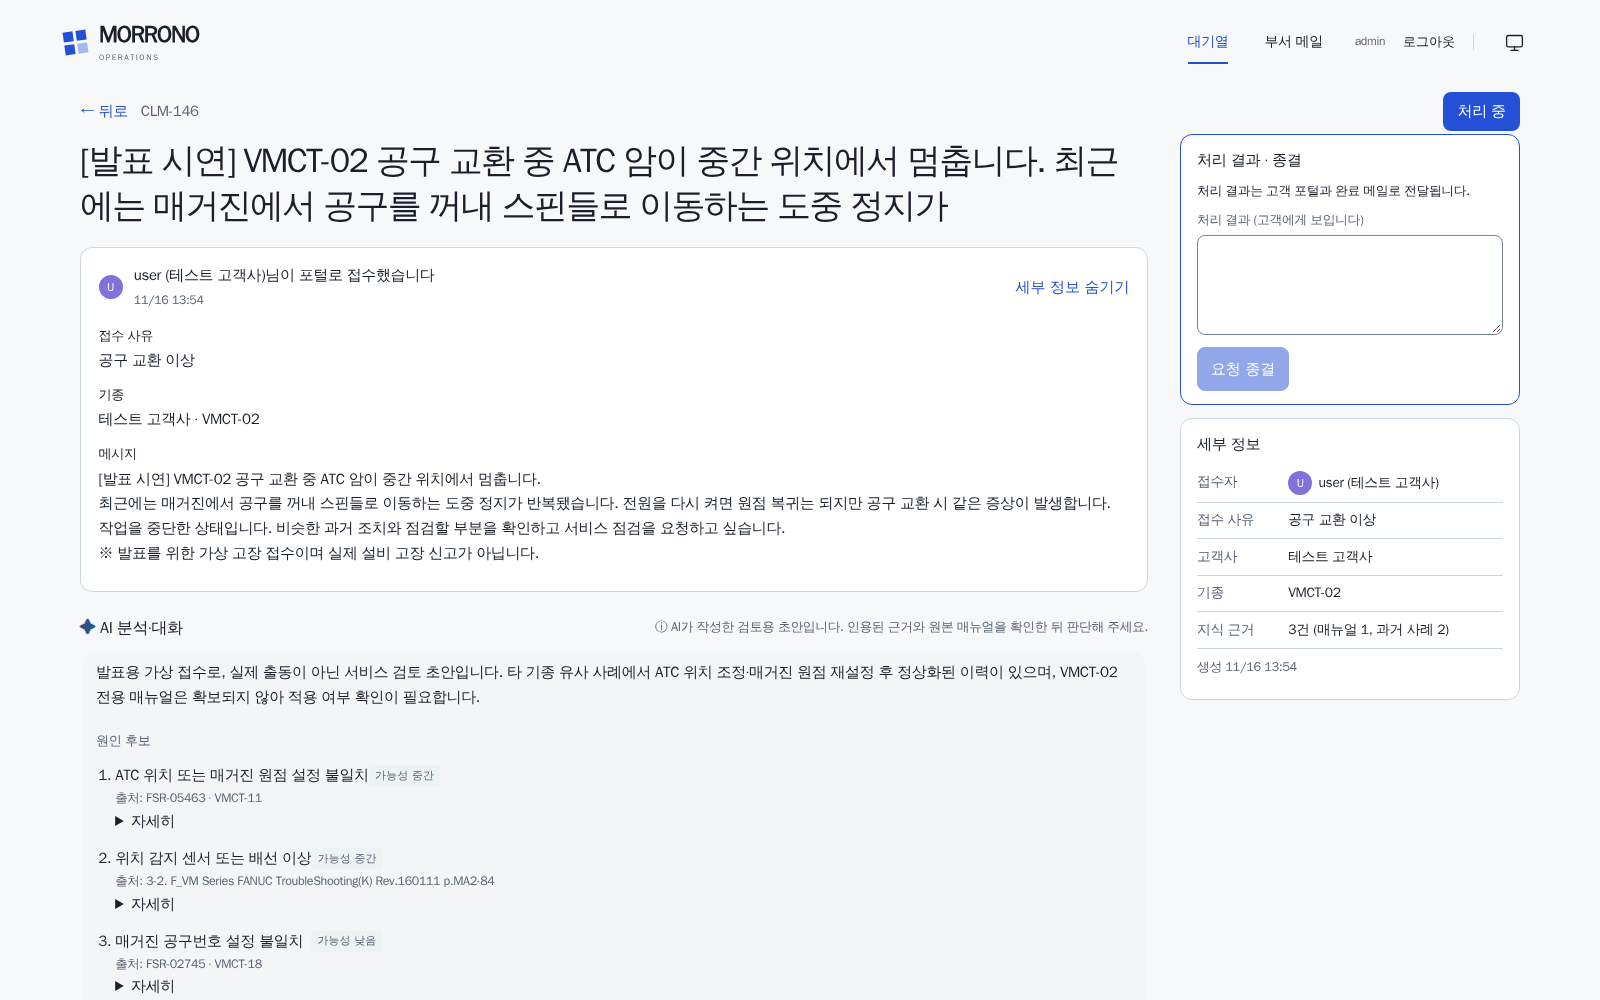 MORRONO
OPERATIONS
대기열
부서 메일
admin
로그아웃
← 뒤로 CLM-146
처리 중
[발표 시연] VMCT-02 공구 교환 중 ATC 암이 중간 위치에서 멈춥니다. 최근
에는 매거진에서 공구를 꺼내 스핀들로 이동하는 도중 정지가
U
user (테스트 고객사)님이 포털로 접수했습니다
11/16 13:54
세부 정보 숨기기
접수 사유
공구 교환 이상
기종
테스트 고객사 · VMCT-02
메시지
[발표 시연] VMCT-02 공구 교환 중 ATC 암이 중간 위치에서 멈춥니다.
최근에는 매거진에서 공구를 꺼내 스핀들로 이동하는 도중 정지가 반복됐습니다. 전원을 다시 켜면 원점 복귀는 되지만 공구 교환 시 같은 증상이 발생합니다.
작업을 중단한 상태입니다. 비슷한 과거 조치와 점검할 부분을 확인하고 서비스 점검을 요청하고 싶습니다.
※ 발표를 위한 가상 고장 접수이며 실제 설비 고장 신고가 아닙니다.
AI 분석·대화
ⓘ AI가 작성한 검토용 초안입니다. 인용된 근거와 원본 매뉴얼을 확인한 뒤 판단해 주세요.
발표용 가상 접수로, 실제 출동이 아닌 서비스 검토 초안입니다. 타 기종 유사 사례에서 ATC 위치 조정·매거진 원점 재설정 후 정상화된 이력이 있으며, VMCT-02
전용 매뉴얼은 확보되지 않아 적용 여부 확인이 필요합니다.
원인 후보
1. ATC 위치 또는 매거진 원점 설정 불일치 가능성 중간
출처: FSR-05463 · VMCT-11
▶ 자세히
2. 위치 감지 센서 또는 배선 이상 가능성 중간
출처: 3-2. F_VM Series FANUC TroubleShooting(K) Rev.160111 p.MA2-84
▶ 자세히
3. 매거진 공구번호 설정 불일치 가능성 낮음
출처: FSR-02745 · VMCT-18
▶ 자세히
처리 결과 · 종결
처리 결과는 고객 포털과 완료 메일로 전달됩니다.
처리 결과 (고객에게 보입니다)
요청 종결
세부 정보
접수자 U user (테스트 고객사)
접수 사유 공구 교환 이상
고객사 테스트 고객사
기종 VMCT-02
지식 근거 3건 (매뉴얼 1, 과거 사례 2)
생성 11/16 13:54